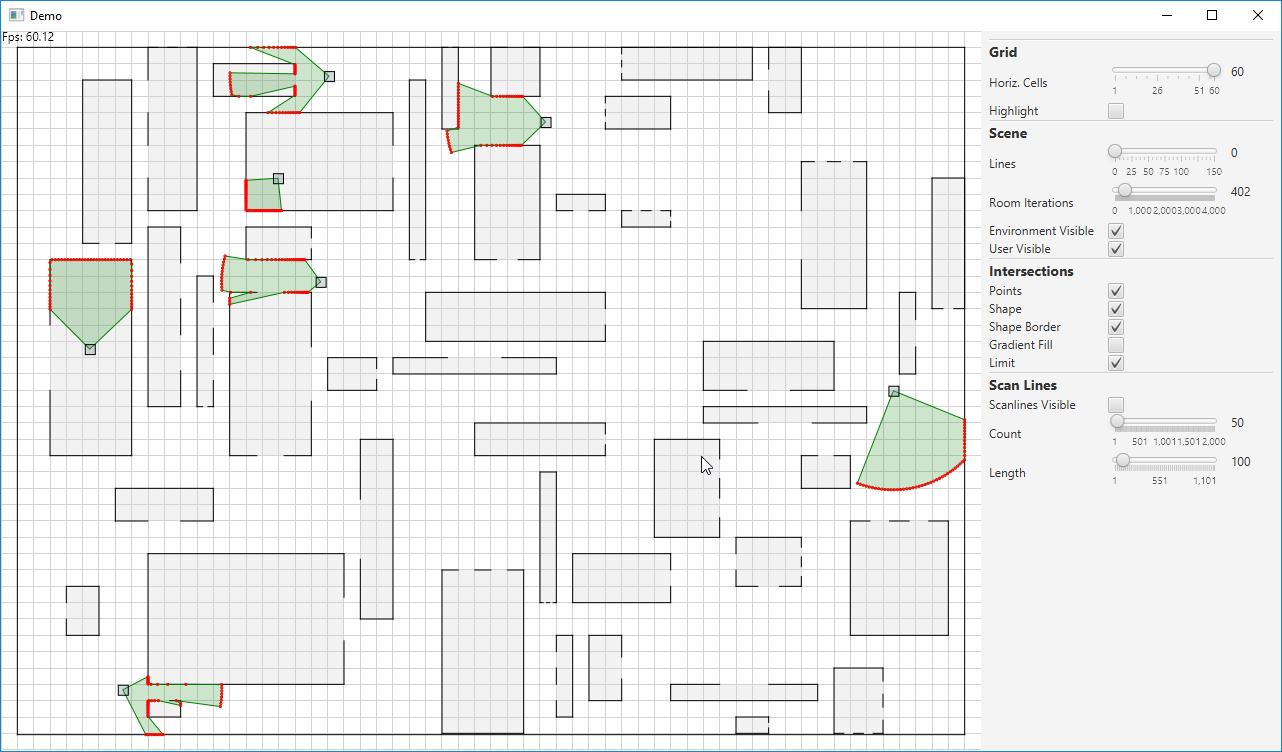 Demo
Fps: 60.12
Grid
Horiz. Cells 60
1 26 51 60
Highlight
Scene
Lines 0
0 25 50 75 100 150
Room Iterations 402
0 1,000 2,000 3,000 4,000
Environment Visible
User Visible
Intersections
Points
Shape
Shape Border
Gradient Fill
Limit
Scan Lines
Scanlines Visible
Count 50
1 501 1,001 1,501 2,000
Length 100
1 551 1,101